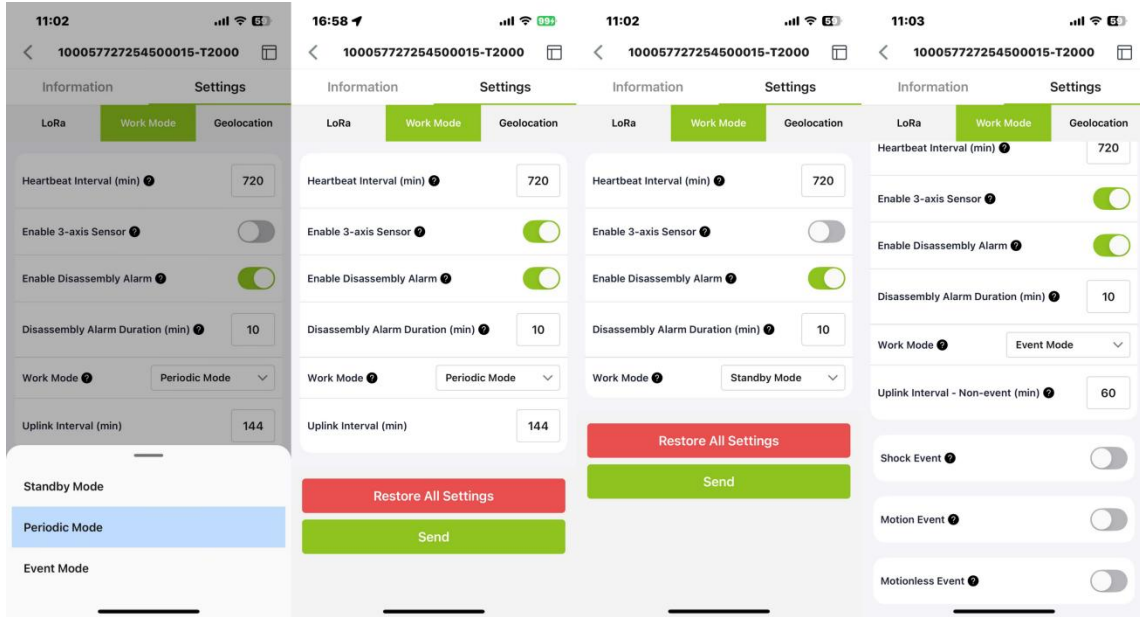 11:02
100057727254500015-T2000
Information Settings
LoRa Work Mode Geolocation
Heartbeat Interval (min) 720
Enable 3-axis Sensor
Enable Disassembly Alarm
Disassembly Alarm Duration (min) 10
Work Mode Periodic Mode
Uplink Interval (min) 144
Standby Mode
Periodic Mode
Event Mode
16:58
100057727254500015-T2000
Information Settings
LoRa Work Mode Geolocation
Heartbeat Interval (min) 720
Enable 3-axis Sensor
Enable Disassembly Alarm
Disassembly Alarm Duration (min) 10
Work Mode Periodic Mode
Uplink Interval (min) 144
Restore All Settings
Send
11:02
100057727254500015-T2000
Information Settings
LoRa Work Mode Geolocation
Heartbeat Interval (min) 720
Enable 3-axis Sensor
Enable Disassembly Alarm
Disassembly Alarm Duration (min) 10
Work Mode Standby Mode
Restore All Settings
Send
11:03
100057727254500015-T2000
Information Settings
LoRa Work Mode Geolocation
Heartbeat Interval (min) 720
Enable 3-axis Sensor
Enable Disassembly Alarm
Disassembly Alarm Duration (min) 10
Work Mode Event Mode
Uplink Interval - Non-event (min) 60
Shock Event
Motion Event
Motionless Event